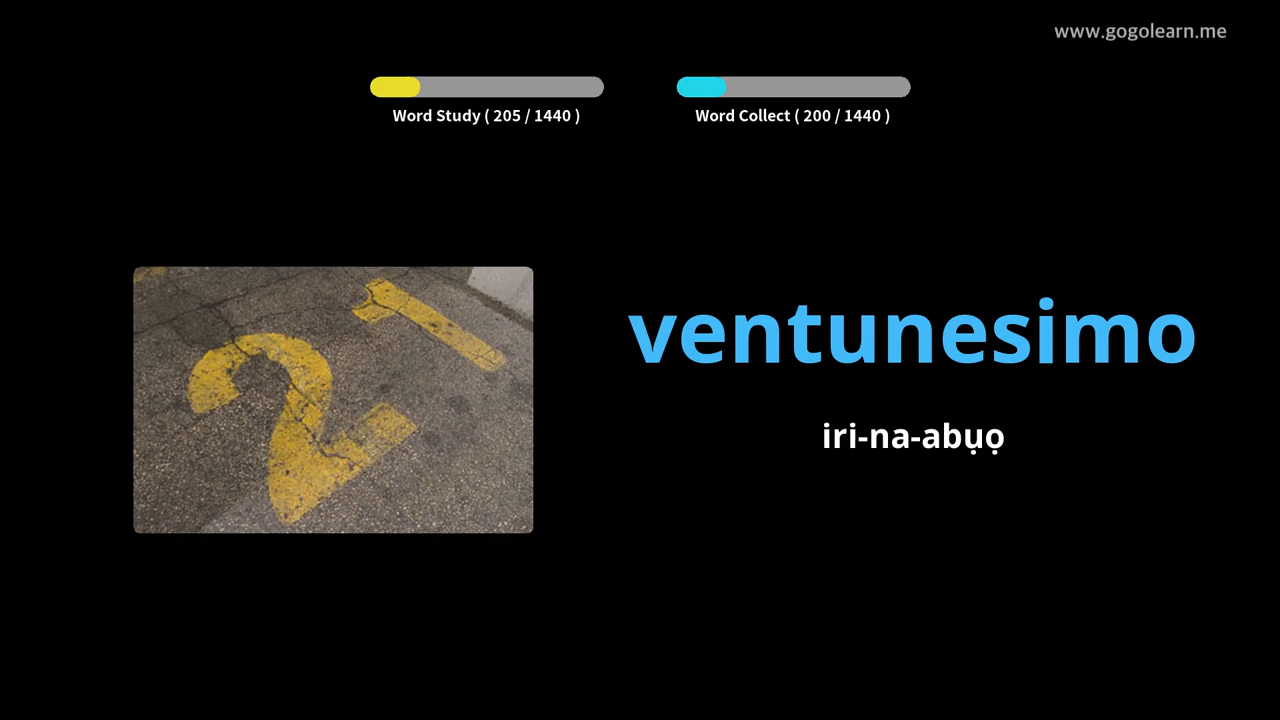 www.gogolearn.me
Word Study ( 205 / 1440 )
Word Collect ( 200 / 1440 )
21
ventunesimo
iri-na-abụọ